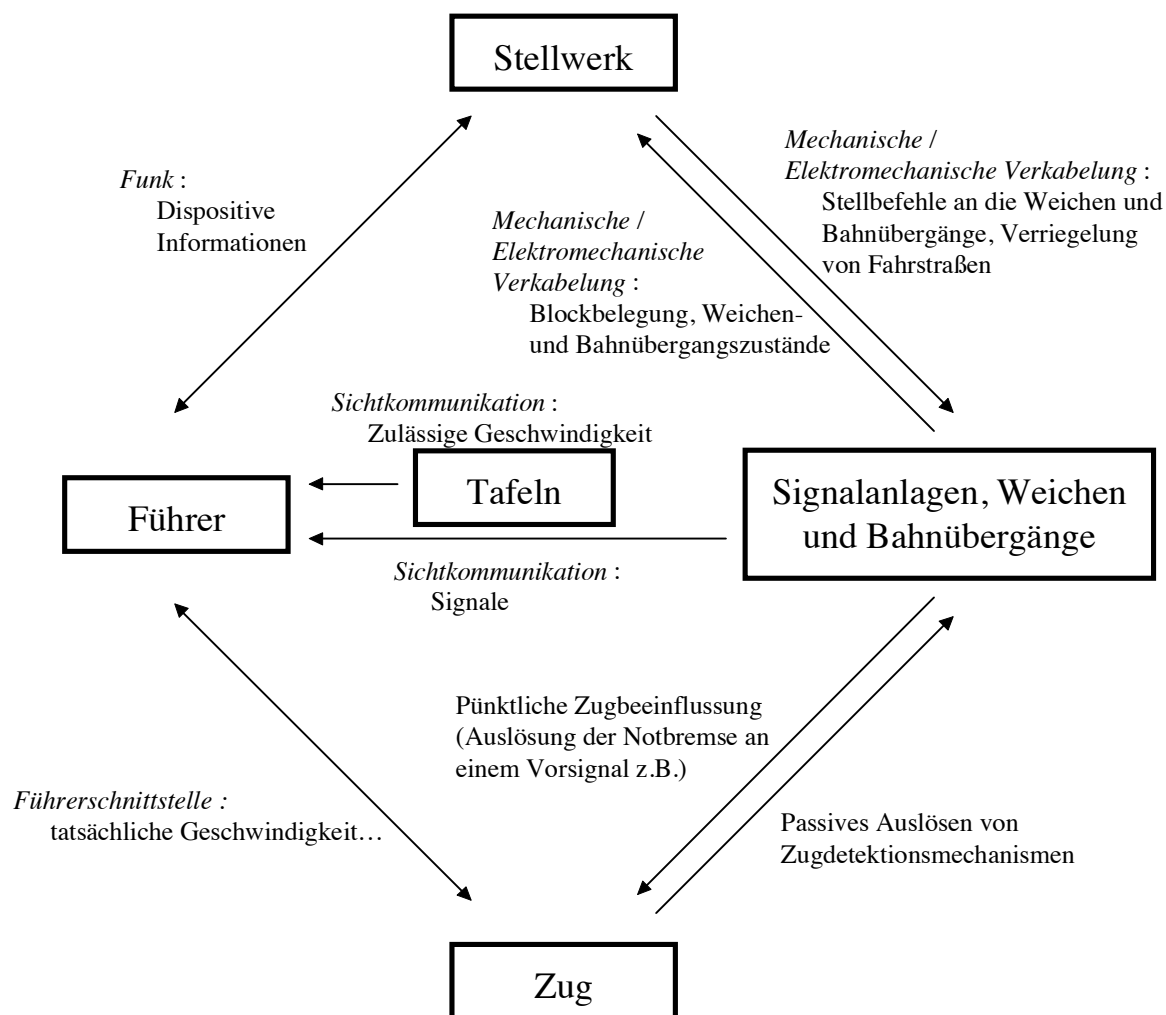 Stellwerk
Mechanische /
Elektromechanische Verkabelung :
Stellbefehle an die Weichen und
Bahnübergänge, Verriegelung
von Fahrstraßen
Funk :
Dispositive
Informationen
Mechanische /
Elektromechanische
Verkabelung :
Blockbelegung, Weichen-
und Bahnübergangszustände
Sichtkommunikation :
Zulässige Geschwindigkeit
Tafeln
Führer
Signalanlagen, Weichen
und Bahnübergänge
Sichtkommunikation :
Signale
Pünktliche Zugbeeinflussung
(Auslösung der Notbremse an
einem Vorsignal z.B.)
Führerschnittstelle :
tatsächliche Geschwindigkeit…
Passives Auslösen von
Zugdetektionsmechanismen
Zug